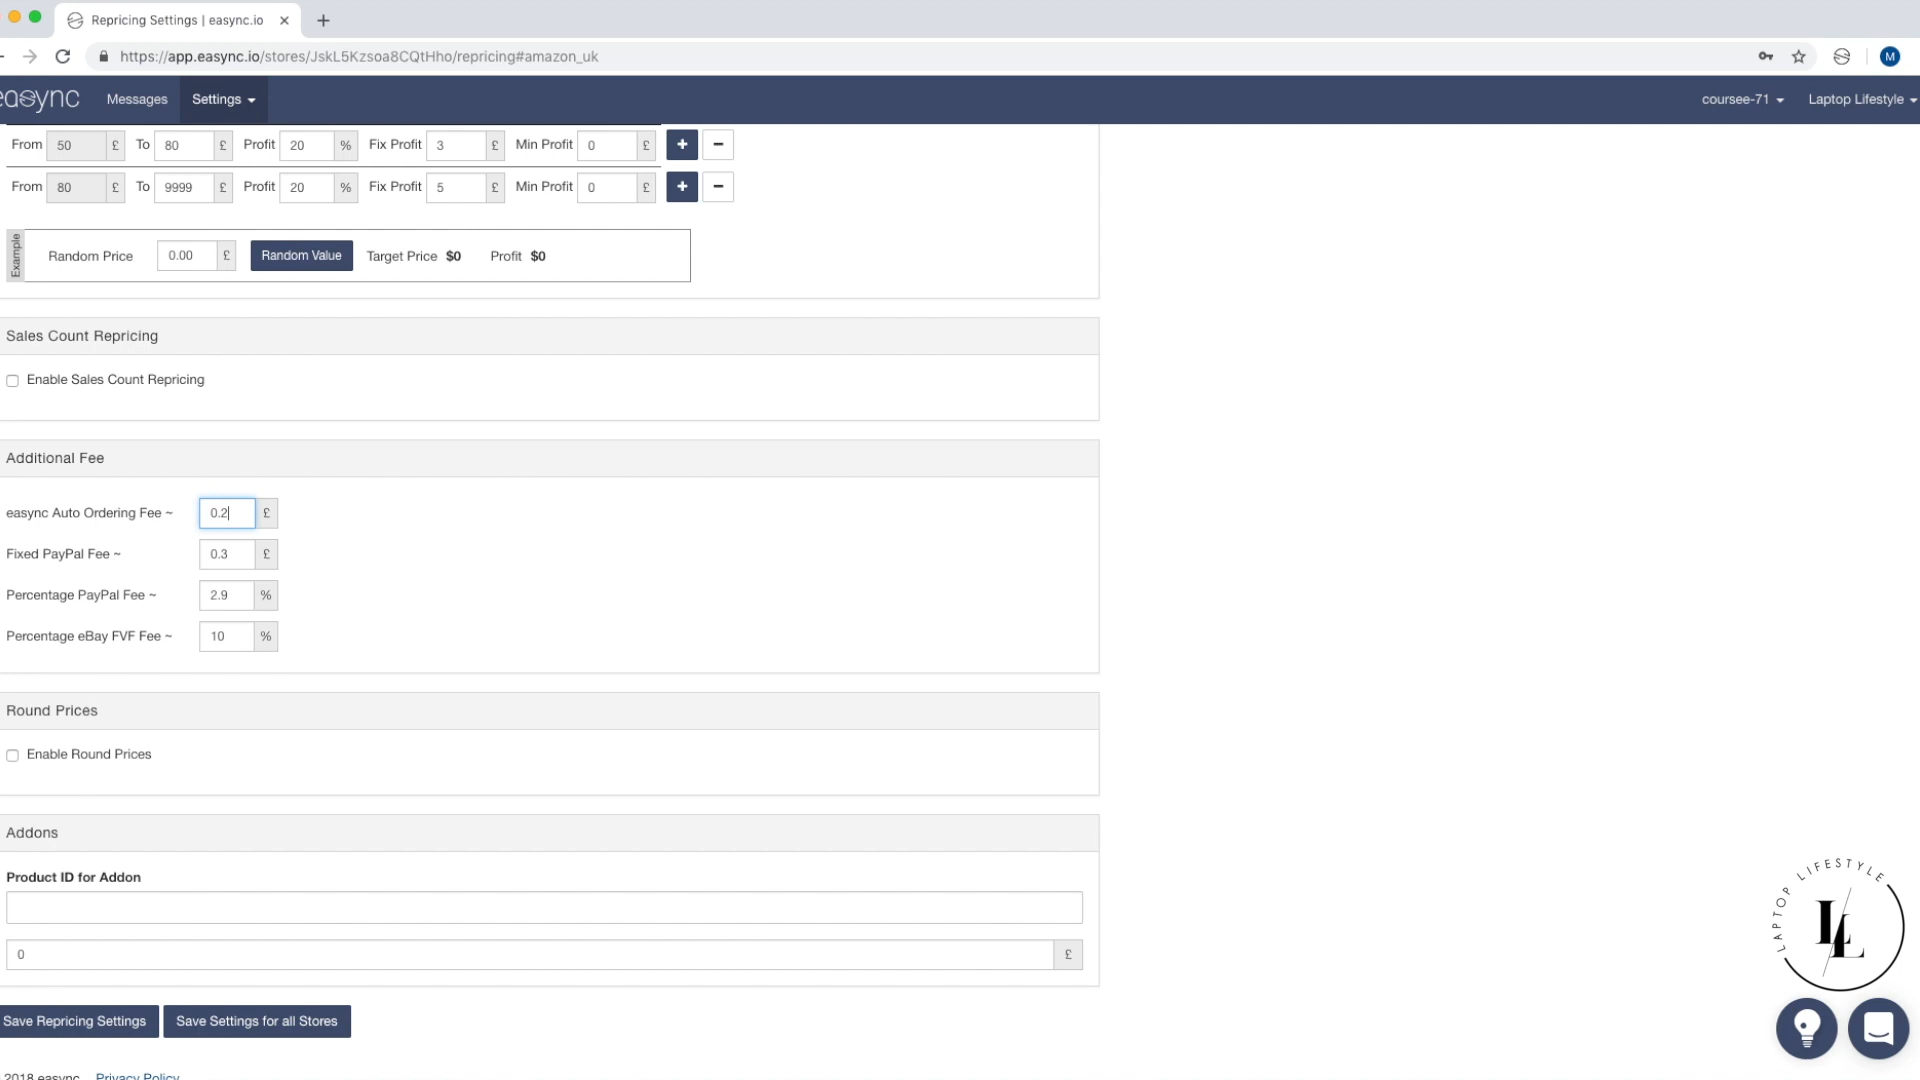 Repricing Settings | easync.io
https://app.easync.io/stores/JskL5Kzsoa8CQtHho/repricing#amazon_uk
M
easync Messages Settings coursee-71 Laptop Lifestyle
From 50 £ To 80 £ Profit 20 % Fix Profit 3 £ Min Profit 0 £ + -
From 80 £ To 9999 £ Profit 20 % Fix Profit 5 £ Min Profit 0 £ + -
Example
Random Price 0.00 £ Random Value Target Price $0 Profit $0
Sales Count Repricing
Enable Sales Count Repricing
Additional Fee
easync Auto Ordering Fee ~ 0.2 £
Fixed PayPal Fee ~ 0.3 £
Percentage PayPal Fee ~ 2.9 %
Percentage eBay FVF Fee ~ 10 %
Round Prices
Enable Round Prices
Addons
Product ID for Addon
0 £
LAPTOP LIFESTYLE
LL
Save Repricing Settings Save Settings for all Stores
2018 easync Privacy Policy